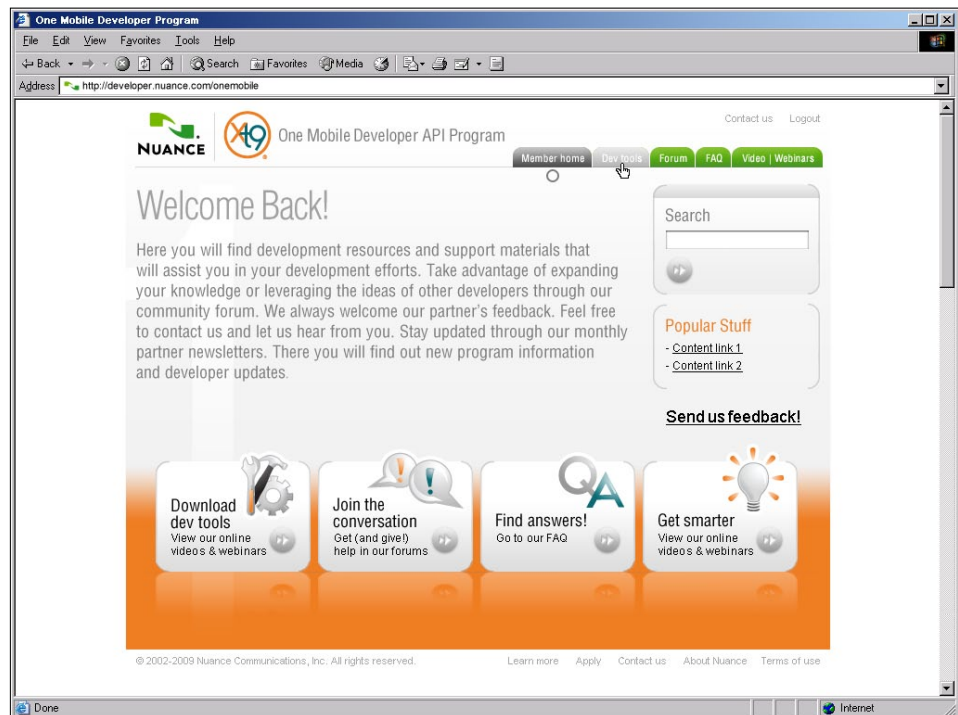 One Mobile Developer Program
File Edit View Favorites Tools Help
Back Search Favorites Media
Address http://developer.nuance.com/onemobile
Contact us Logout
NUANCE XT9 One Mobile Developer API Program
Member home Dev tools Forum FAQ Video | Webinars
Welcome Back!
Here you will find development resources and support materials that
will assist you in your development efforts. Take advantage of expanding
your knowledge or leveraging the ideas of other developers through our
community forum. We always welcome our partner's feedback. Feel free
to contact us and let us hear from you. Stay updated through our monthly
partner newsletters. There you will find out new program information
and developer updates.
Search
Popular Stuff
- Content link 1
- Content link 2
Send us feedback!
Download
dev tools
View our online
videos & webinars
Join the
conversation
Get (and give!)
help in our forums
QA
Find answers!
Go to our FAQ
Get smarter
View our online
videos & webinars
© 2002-2009 Nuance Communications, Inc. All rights reserved. Learn more Apply Contact us About Nuance Terms of use
Done Internet